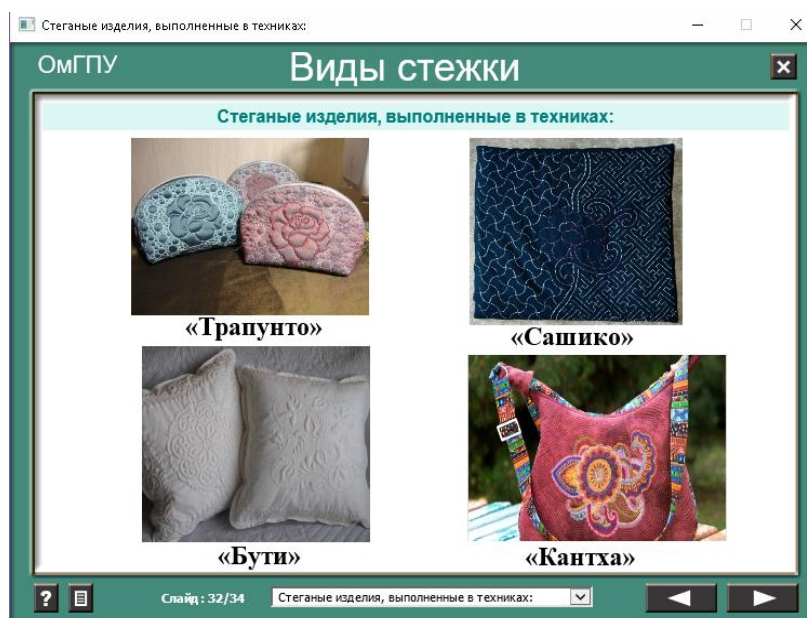 Стеганые изделия, выполненные в техниках:
ОмГПУ
Виды стежки
Стеганые изделия, выполненные в техниках:
«Трапунто»
«Сашико»
«Бути»
«Кантха»
?
Слайд : 32/34
Стеганые изделия, выполненные в техниках: